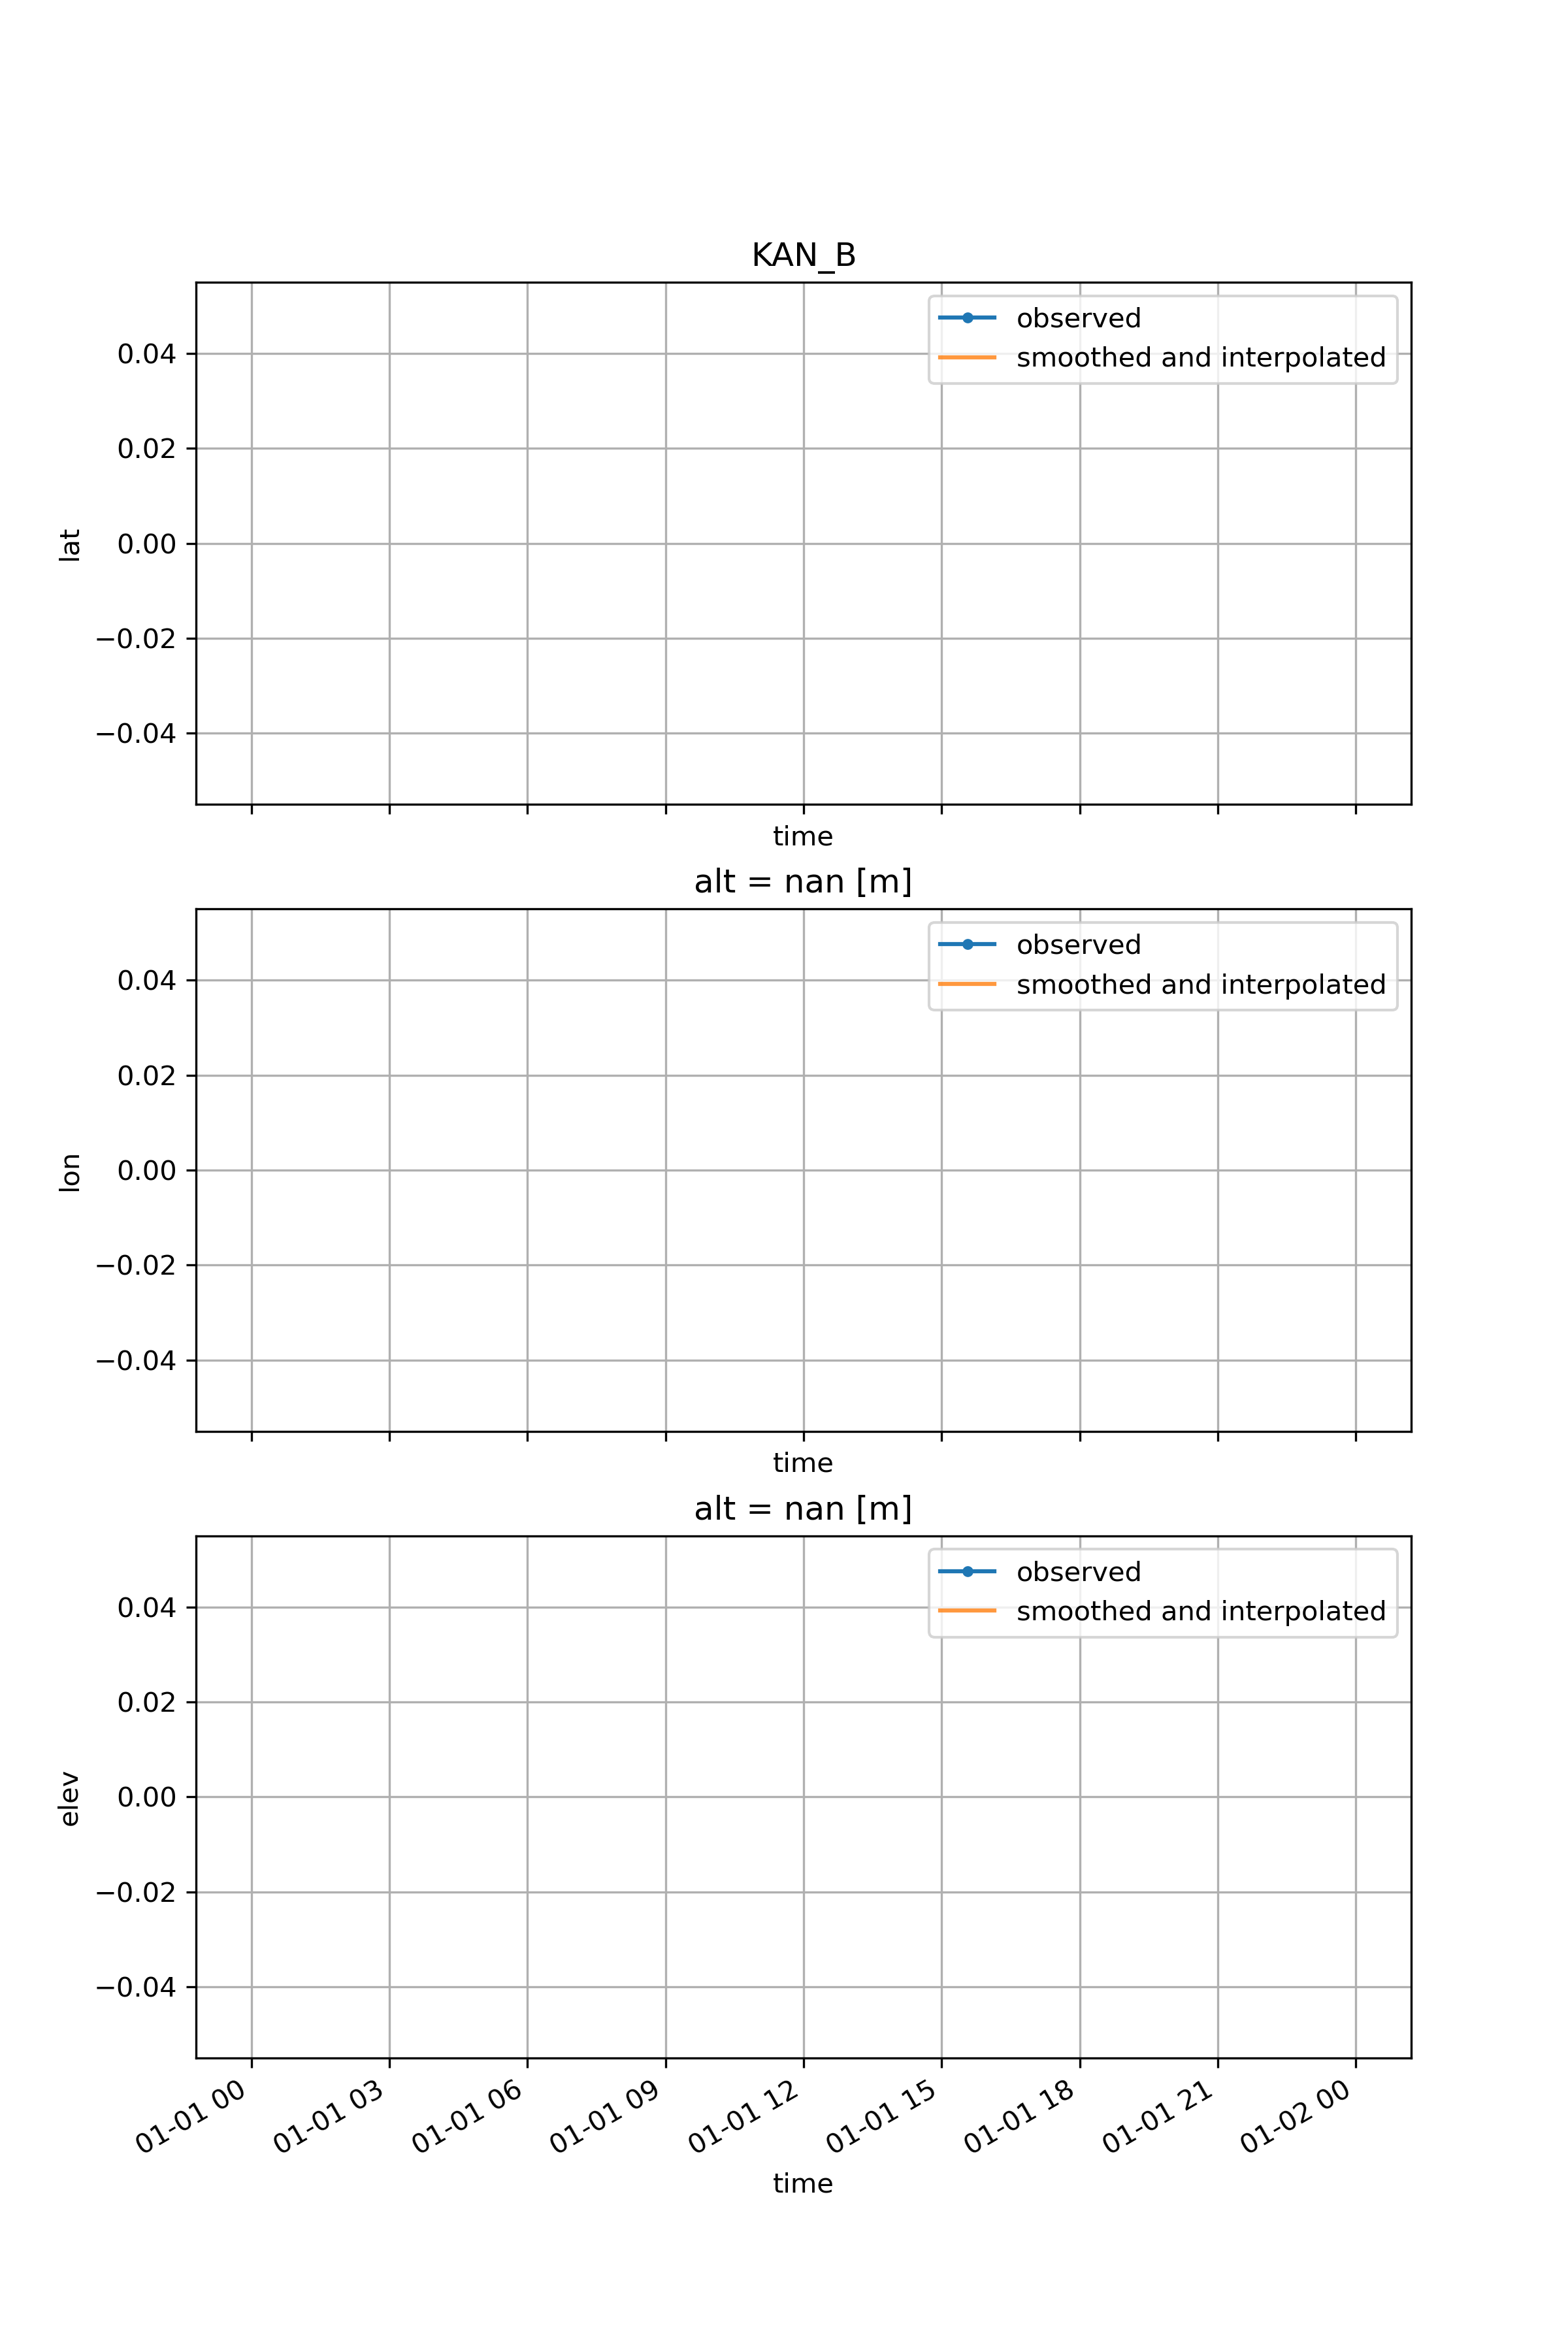 KAN_B
observed
smoothed and interpolated
0.04
0.02
0.00
−0.02
−0.04
lat
time
alt = nan [m]
observed
smoothed and interpolated
0.04
0.02
0.00
−0.02
−0.04
lon
time
alt = nan [m]
observed
smoothed and interpolated
0.04
0.02
0.00
−0.02
−0.04
elev
01-01 00
01-01 03
01-01 06
01-01 09
01-01 12
01-01 15
01-01 18
01-01 21
01-02 00
time